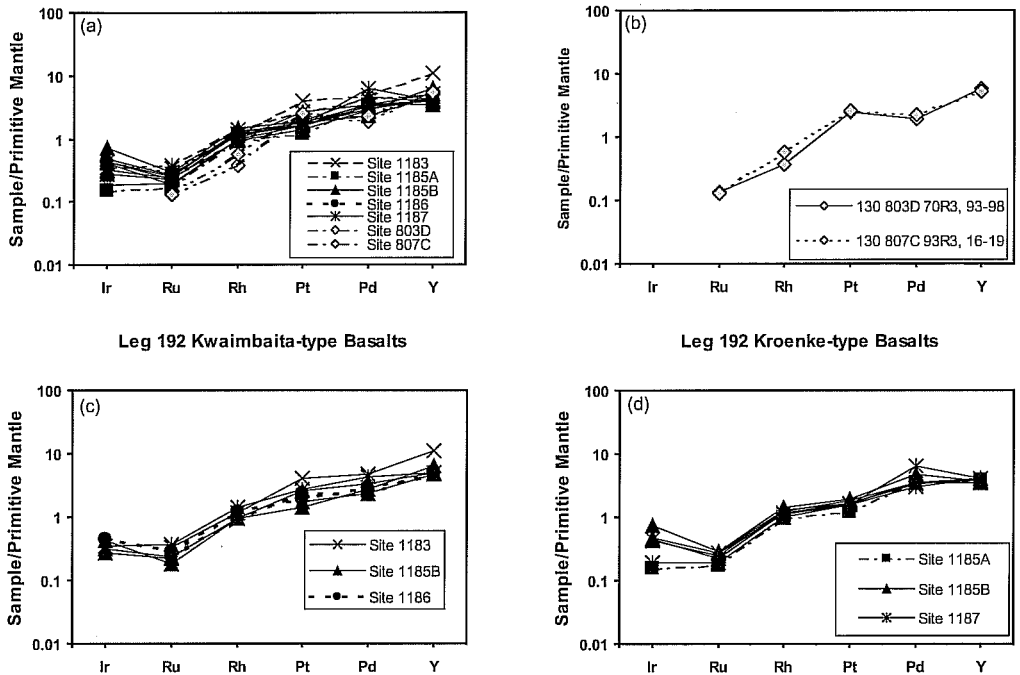 (a)
Sample/Primitive Mantle
100
10
1
0.1
0.01
Ir Ru Rh Pt Pd Y
Site 1183
Site 1185A
Site 1185B
Site 1186
Site 1187
Site 803D
Site 807C
(b)
Sample/Primitive Mantle
100
10
1
0.1
0.01
Ir Ru Rh Pt Pd Y
130 803D 70R3, 93-98
130 807C 93R3, 16-19
Leg 192 Kwaimbaita-type Basalts
(c)
Sample/Primitive Mantle
100
10
1
0.1
0.01
Ir Ru Rh Pt Pd Y
Site 1183
Site 1185B
Site 1186
Leg 192 Kroenke-type Basalts
(d)
Sample/Primitive Mantle
100
10
1
0.1
0.01
Ir Ru Rh Pt Pd Y
Site 1185A
Site 1185B
Site 1187